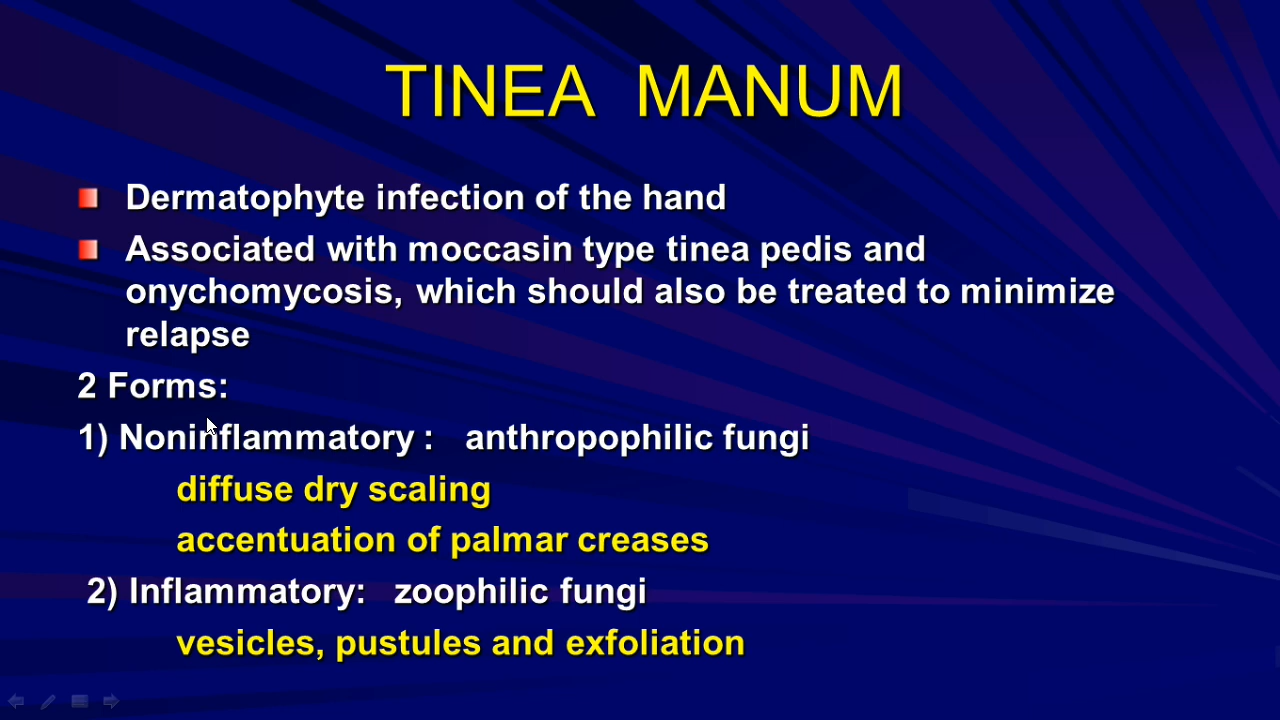 TINEA MANUM
Dermatophyte infection of the hand
Associated with moccasin type tinea pedis and
onychomycosis, which should also be treated to minimize
relapse
2 Forms:
1) Noninflammatory : anthropophilic fungi
diffuse dry scaling
accentuation of palmar creases
2) Inflammatory: zoophilic fungi
vesicles, pustules and exfoliation